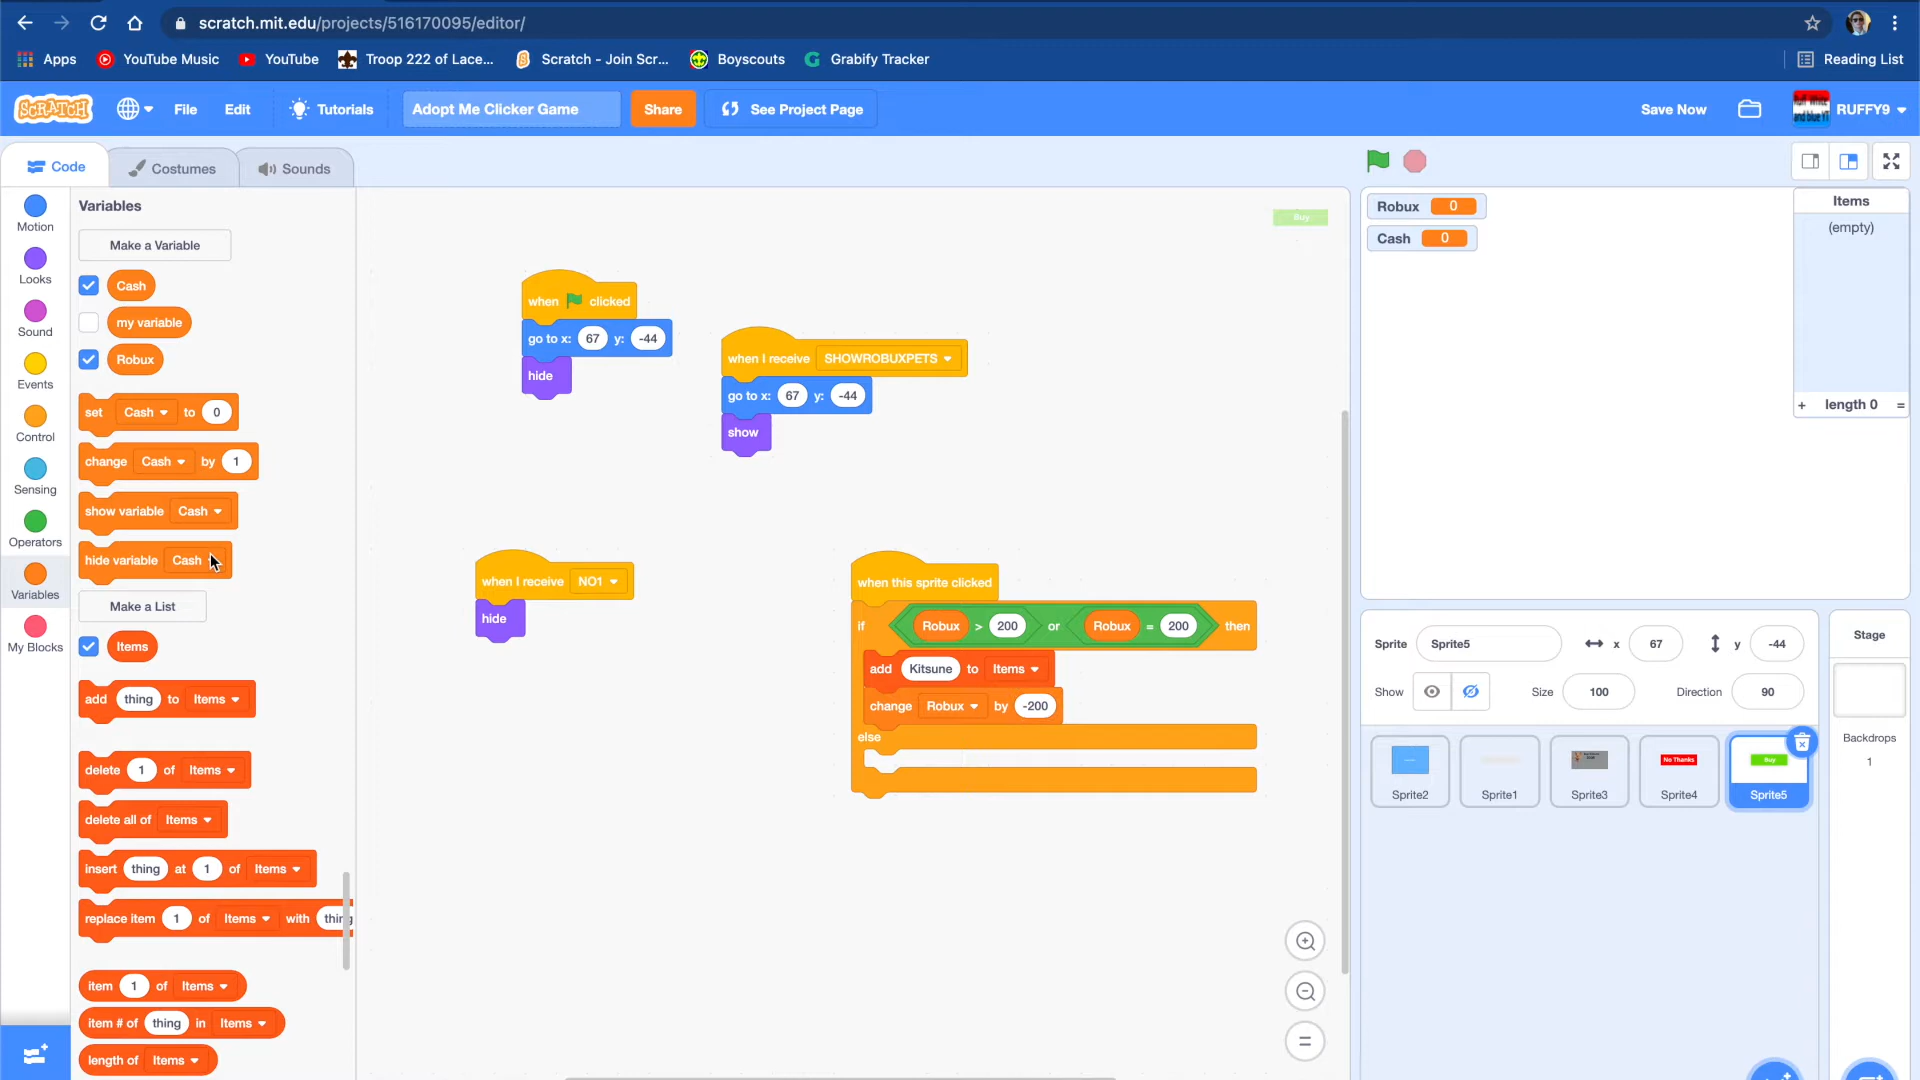 scratch.mit.edu/projects/516170095/editor/
Apps YouTube Music YouTube Troop 222 of Lace... Scratch - Join Scr... Boyscouts Grabify Tracker Reading List
SCRATCH File Edit Tutorials Adopt Me Clicker Game Share See Project Page Save Now RUFFY9
Code Costumes Sounds
Motion
Looks
Sound
Events
Control
Sensing
Operators
Variables
My Blocks
Variables
Make a Variable
Cash
my variable
Robux
set Cash to 0
change Cash by 1
show variable Cash
hide variable Cash
Make a List
Items
add thing to Items
delete 1 of Items
delete all of Items
insert thing at 1 of Items
replace item 1 of Items with thing
item 1 of Items
item # of thing in Items
length of Items
Buy
when clicked
go to x: 67 y: -44
hide
when I receive SHOWROBUXPETS
go to x: 67 y: -44
show
when I receive NO1
hide
when this sprite clicked
if Robux > 200 or Robux = 200 then
add Kitsune to Items
change Robux by -200
else
Robux 0
Cash 0
Items
(empty)
+ length 0 =
Sprite Sprite5 x 67 y -44
Show Size 100 Direction 90
Sprite2
Sprite1
Sprite3
No Thanks
Sprite4
Buy
Sprite5
Stage
Backdrops
1